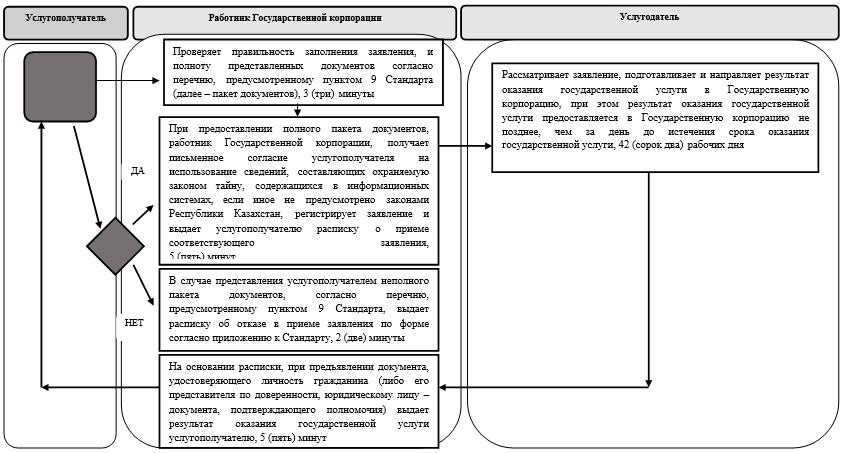 Услугополучатель
Работник Государственной корпорации
Услугодатель
Проверяет правильность заполнения заявления, и
полноту представленных документов согласно
перечню, предусмотренному пунктом 9 Стандарта
(далее – пакет документов), 3 (три) минуты
При предоставлении полного пакета документов,
работник Государственной корпорации, получает
письменное согласие услугополучателя на
использование сведений, составляющих охраняемую
законом тайну, содержащихся в информационных
системах, если иное не предусмотрено законами
Республики Казахстан, регистрирует заявление и
выдает услугополучателю расписку о приеме
соответствующего заявления,
5 (пять) минут
ДА
НЕТ
В случае представления услугополучателем неполного
пакета документов, согласно перечню,
предусмотренному пунктом 9 Стандарта, выдает
расписку об отказе в приеме заявления по форме
согласно приложению к Стандарту, 2 (две) минуты
На основании расписки, при предъявлении документа,
удостоверяющего личность гражданина (либо его
представителя по доверенности, юридическому лицу –
документа, подтверждающего полномочия) выдает
результат оказания государственной услуги
услугополучателю, 5 (пять) минут
Рассматривает заявление, подготавливает и направляет результат
оказания государственной услуги в Государственную
корпорацию, при этом результат оказания государственной
услуги предоставляется в Государственную корпорацию не
позднее, чем за день до истечения срока оказания
государственной услуги, 42 (сорок два) рабочих дня